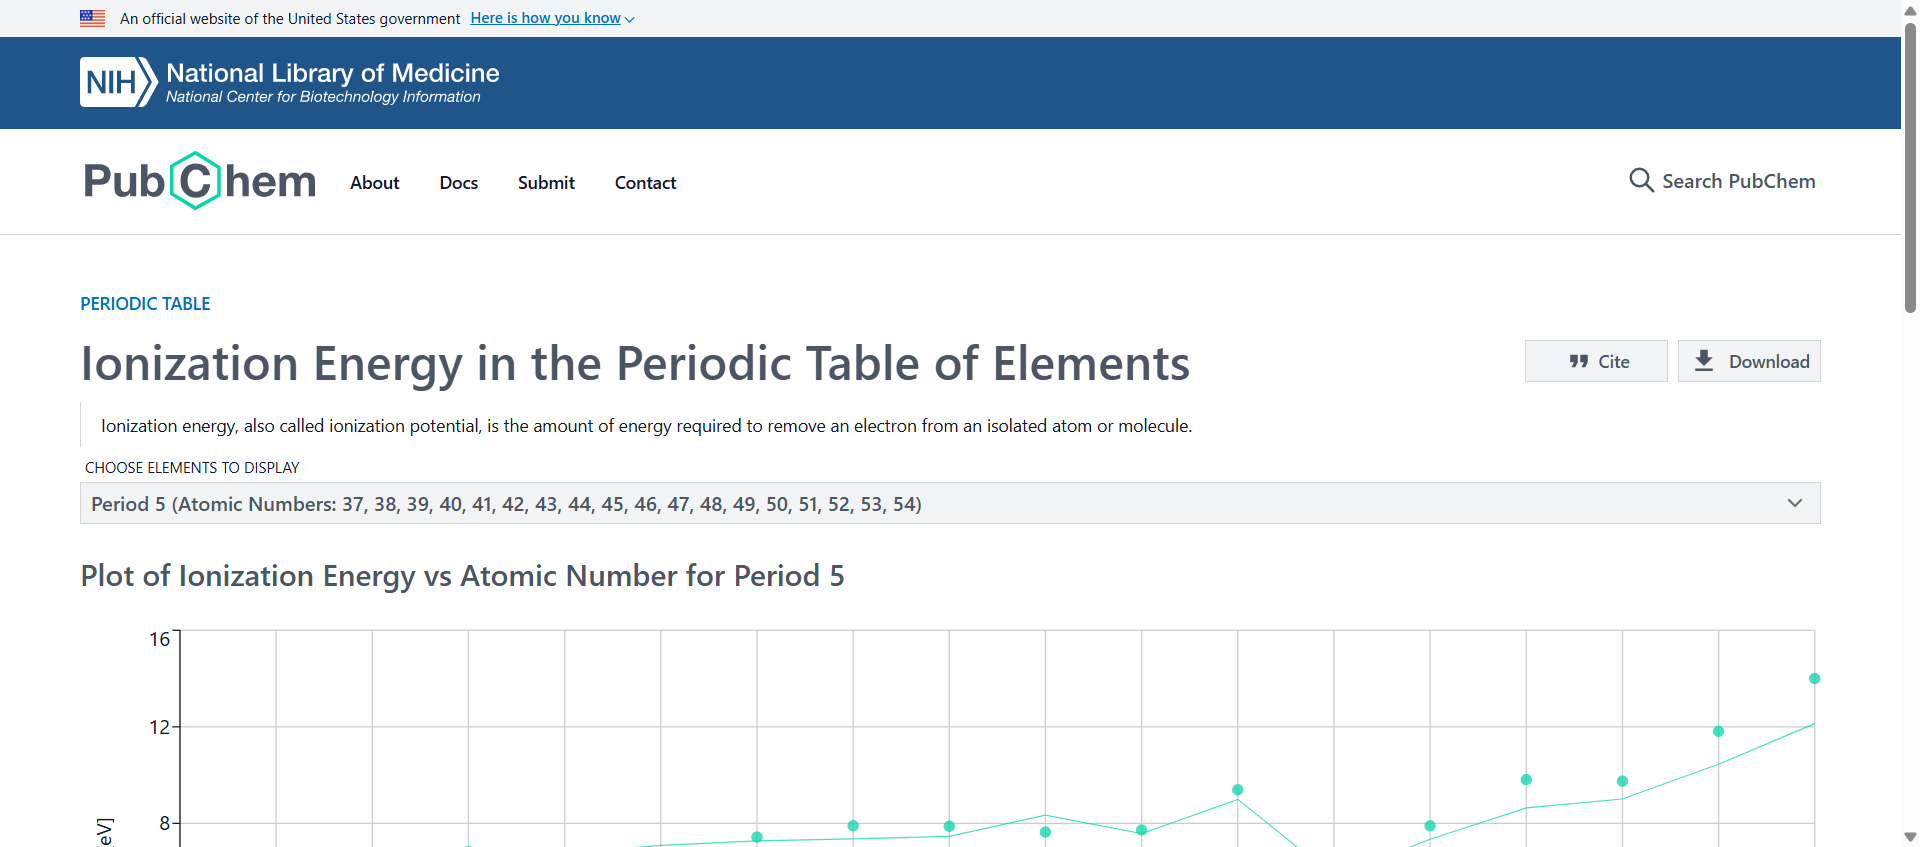 An official website of the United States government Here is how you know
NIH National Library of Medicine
National Center for Biotechnology Information
PubChem About Docs Submit Contact Search PubChem
PERIODIC TABLE
Ionization Energy in the Periodic Table of Elements
Cite Download
Ionization energy, also called ionization potential, is the amount of energy required to remove an electron from an isolated atom or molecule.
CHOOSE ELEMENTS TO DISPLAY
Period 5 (Atomic Numbers: 37, 38, 39, 40, 41, 42, 43, 44, 45, 46, 47, 48, 49, 50, 51, 52, 53, 54)
Plot of Ionization Energy vs Atomic Number for Period 5
16
12
8
eV]